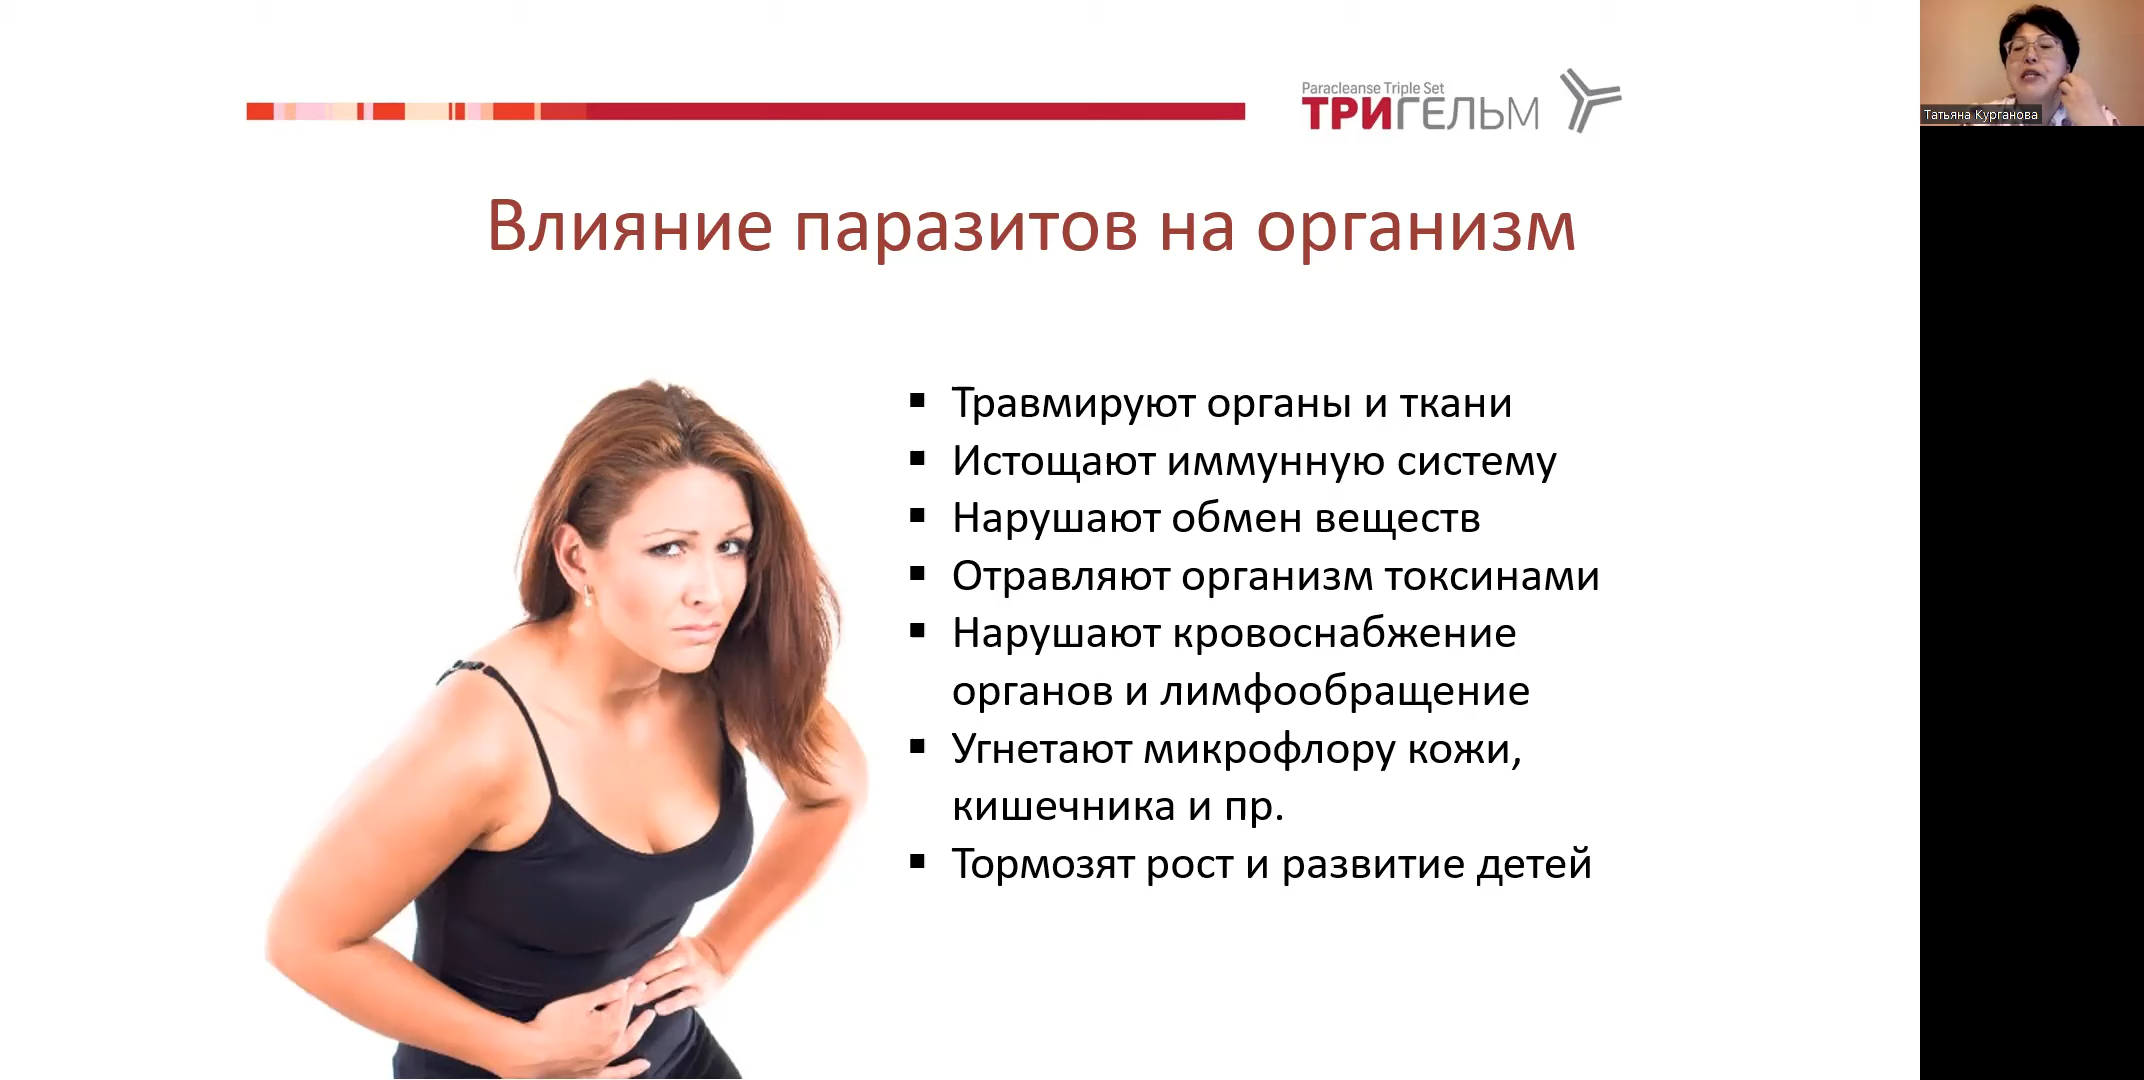 Paracleanse Triple Set
ТРИГЕЛЬМ
Татьяна Курганова
Влияние паразитов на организм
▪ Травмируют органы и ткани
▪ Истощают иммунную систему
▪ Нарушают обмен веществ
▪ Отравляют организм токсинами
▪ Нарушают кровоснабжение
органов и лимфообращение
▪ Угнетают микрофлору кожи,
кишечника и пр.
▪ Тормозят рост и развитие детей